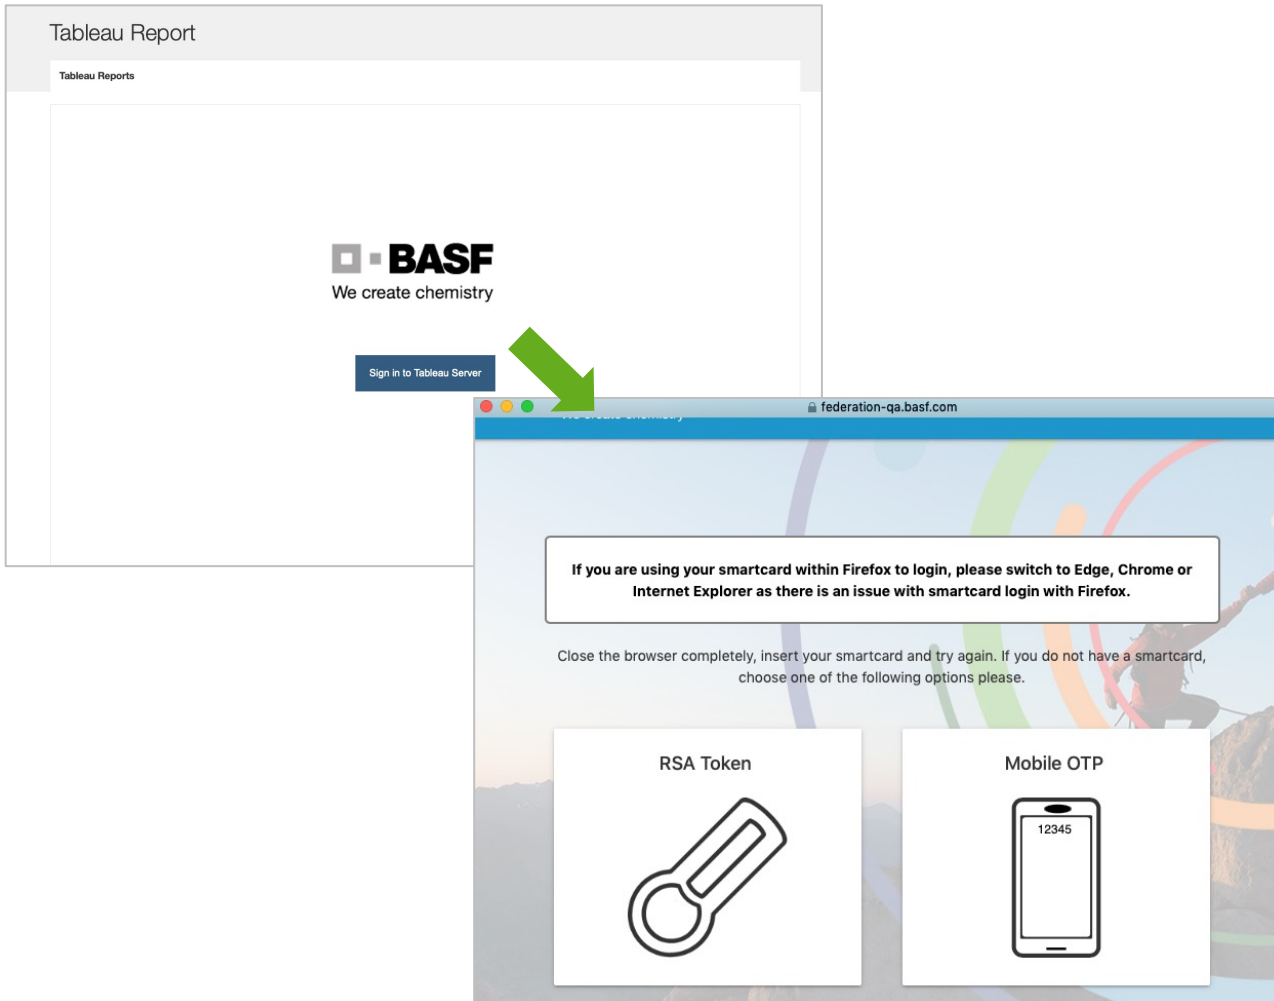 Tableau Report
Tableau Reports
BASF
We create chemistry
Sign in to Tableau Server
federation-qa.basf.com
We create chemistry
If you are using your smartcard within Firefox to login, please switch to Edge, Chrome or
Internet Explorer as there is an issue with smartcard login with Firefox.
Close the browser completely, insert your smartcard and try again. If you do not have a smartcard,
choose one of the following options please.
RSA Token
Mobile OTP
12345